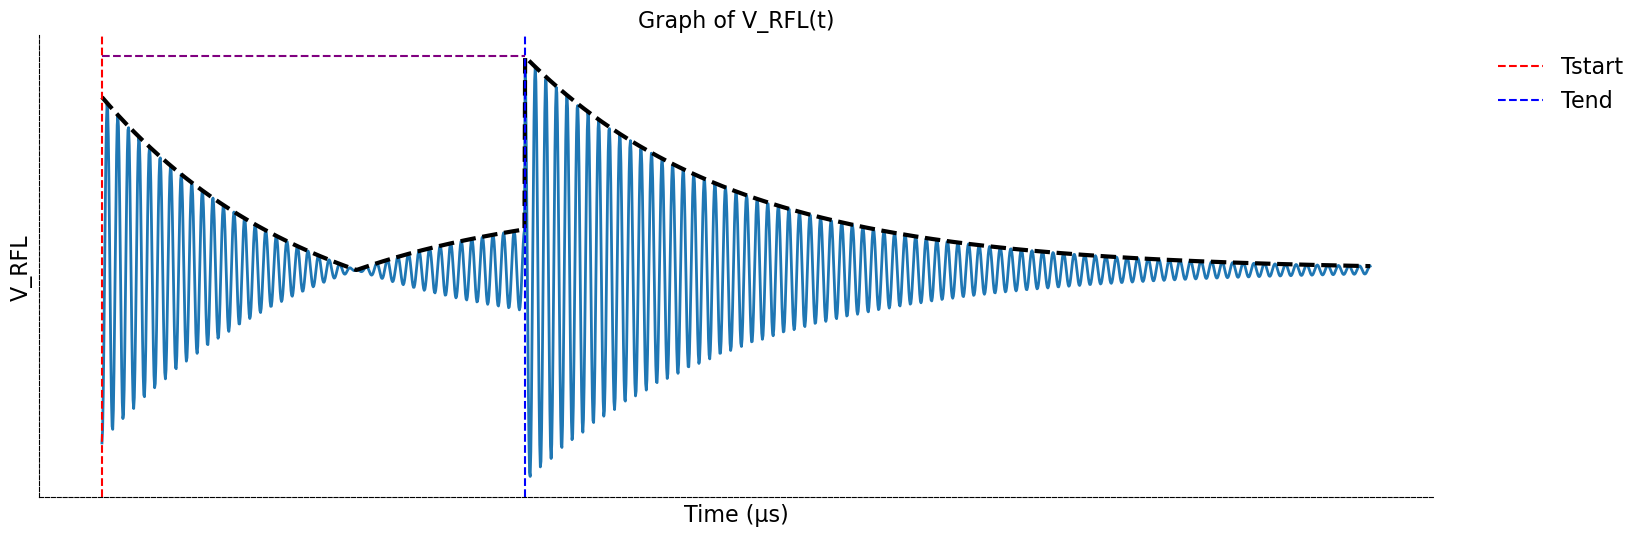 Graph of V_RFL(t)
Tstart
Tend
V_RFL
Time (µs)